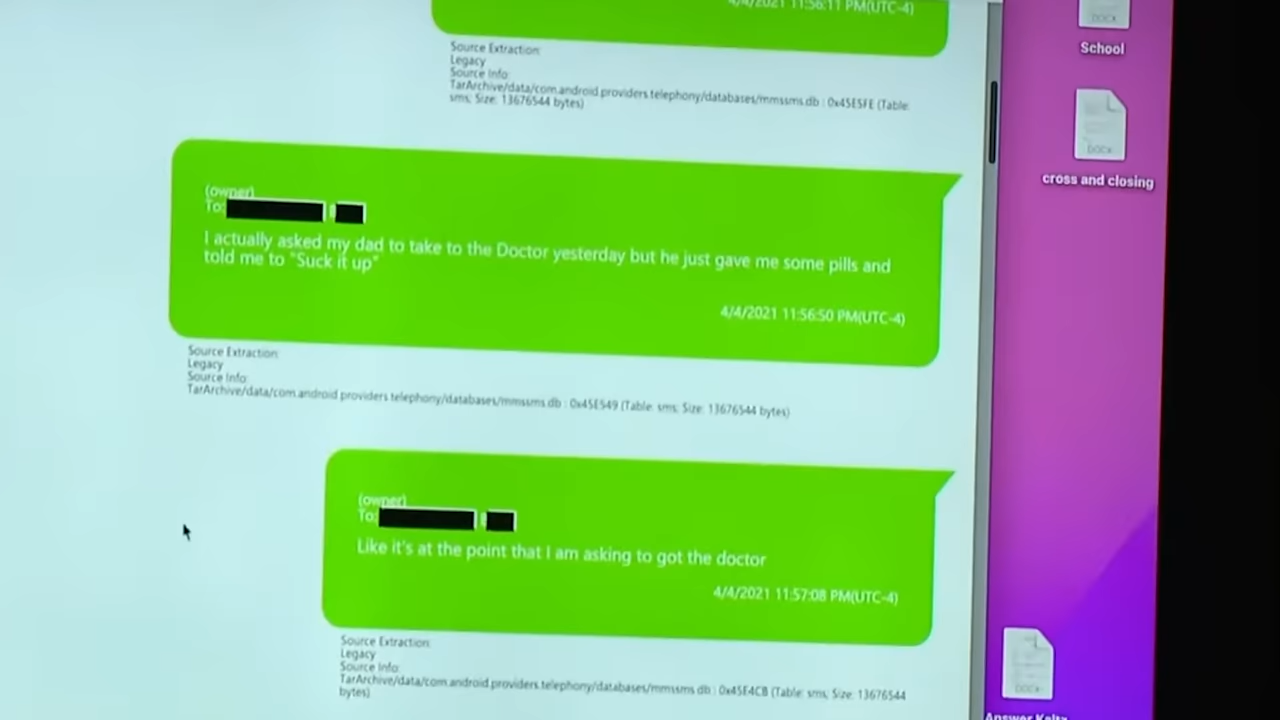 4/4/2021 11:56:11 PM(UTC-4)
Source Extraction:
Legacy
Source Info:
TarArchive/data/com.android.providers.telephony/databases/mmssms.db : 0x45E5FE (Table:
sms; Size: 13676544 bytes)
(owner)
To:
I actually asked my dad to take to the Doctor yesterday but he just gave me some pills and
told me to "Suck it up"
4/4/2021 11:56:50 PM(UTC-4)
Source Extraction:
Legacy
Source Info:
TarArchive/data/com.android.providers.telephony/databases/mmssms.db : 0x45E549 (Table: sms; Size: 13676544 bytes)
(owner)
To:
Like it's at the point that I am asking to got the doctor
4/4/2021 11:57:08 PM(UTC-4)
Source Extraction:
Legacy
Source Info:
TarArchive/data/com.android.providers.telephony/databases/mmssms.db : 0x45E4CB (Table: sms; Size: 13676544
bytes)
DOCX
School
DOCX
cross and closing
DOCX
Answer